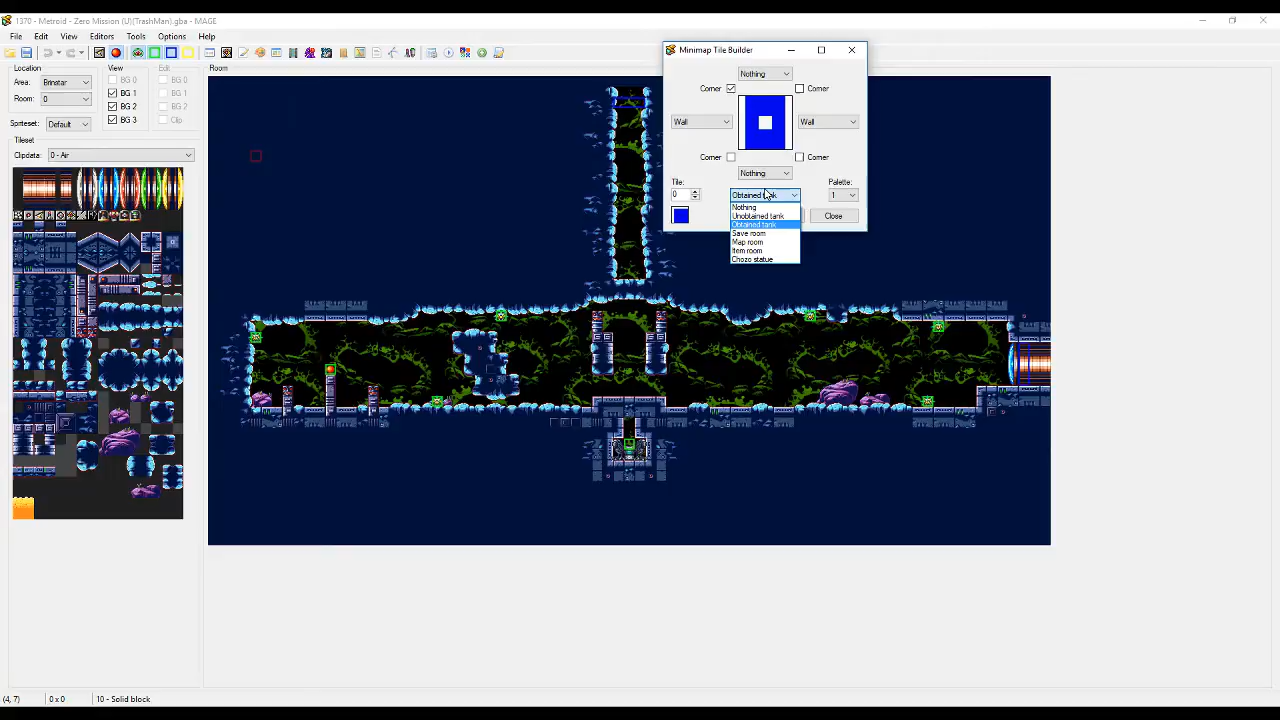 1370 - Metroid - Zero Mission (U)(TrashMan).gba - MAGE
File Edit View Editors Tools Options Help
Location
Area: Brinstar
Room: 0
Spriteset: Default
View
BG 0
BG 1
BG 2
BG 3
Edit
BG 0
BG 1
BG 2
Clip
Tileset
Clipdata: 0 - Air
Room
Minimap Tile Builder
Nothing
Corner Corner
Wall Wall
Corner Corner
Nothing
Tile: Palette:
0 Obtained tank 1
Nothing
Unobtained tank
Obtained tank
Save room
Map room
Item room
Chozo statue
Close
(4, 7) 0 x 0 10 - Solid block